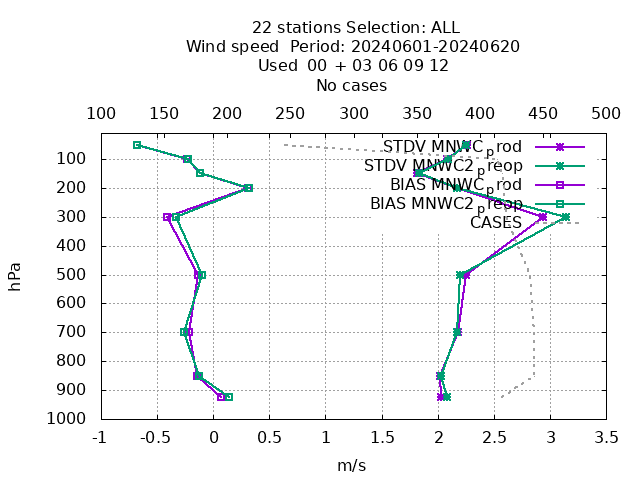 22 stations Selection: ALL
Wind speed  Period: 20240601-20240620
Used  00 + 03 06 09 12
No cases
100 150 200 250 300 350 400 450 500
STDV MNWC_prod
STDV MNWC2_preop
BIAS MNWC_prod
BIAS MNWC2_preop
CASES
100
200
300
400
500
600
700
800
900
1000
hPa
-1 -0.5 0 0.5 1 1.5 2 2.5 3 3.5
m/s